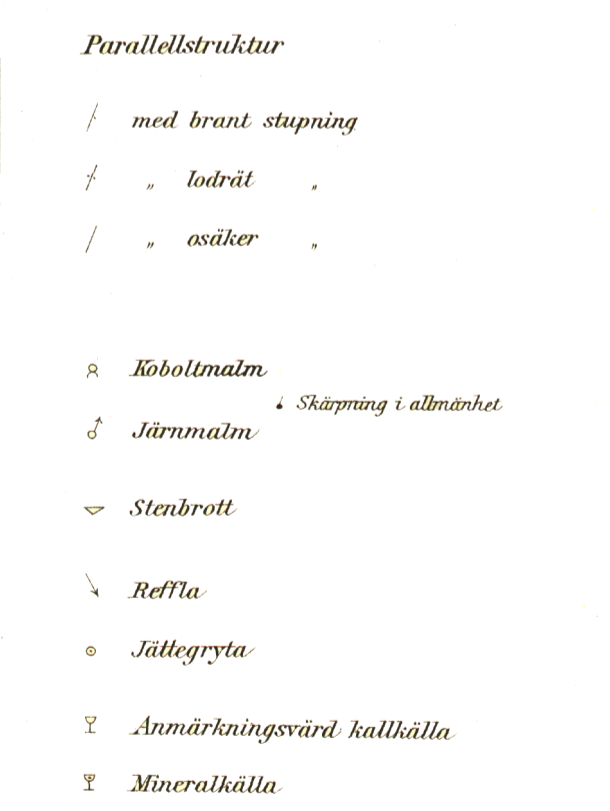 Parallellstruktur
med brant stupning
„ lodrät „
„ osäker „
Koboltmalm
Skärpning i allmänhet
Järnmalm
Stenbrott
Reffla
Jättegryta
Anmärkningsvärd kallkälla
Mineralkälla